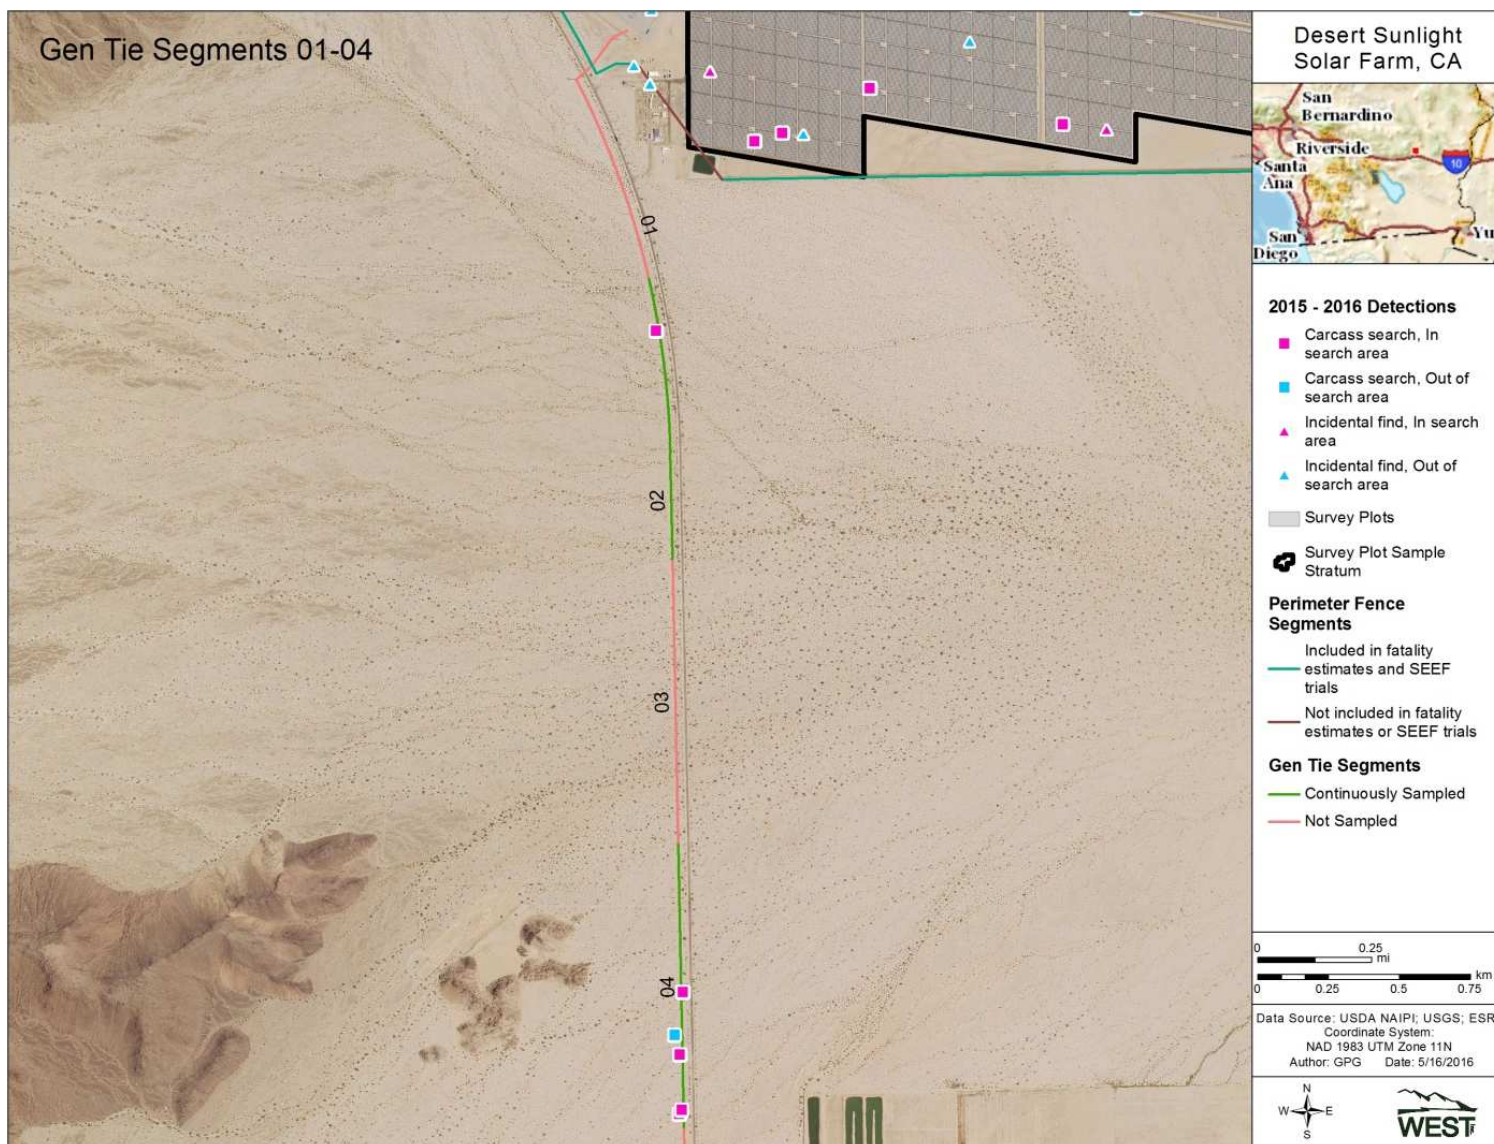 Gen Tie Segments 01-04
01
02
03
04
Desert Sunlight
Solar Farm, CA
San
Bernardino
Riverside
10
Santa
Ana
San
Diego
Yu
2015 - 2016 Detections
Carcass search, In
search area
Carcass search, Out of
search area
Incidental find, In search
area
Incidental find, Out of
search area
Survey Plots
Survey Plot Sample
Stratum
Perimeter Fence
Segments
Included in fatality
estimates and SEEF
trials
Not included in fatality
estimates or SEEF trials
Gen Tie Segments
Continuously Sampled
Not Sampled
0 0.25
mi
km
0 0.25 0.5 0.75
Data Source: USDA NAIPI; USGS; ESR
Coordinate System:
NAD 1983 UTM Zone 11N
Author: GPG Date: 5/16/2016
N
W E
S
WEST